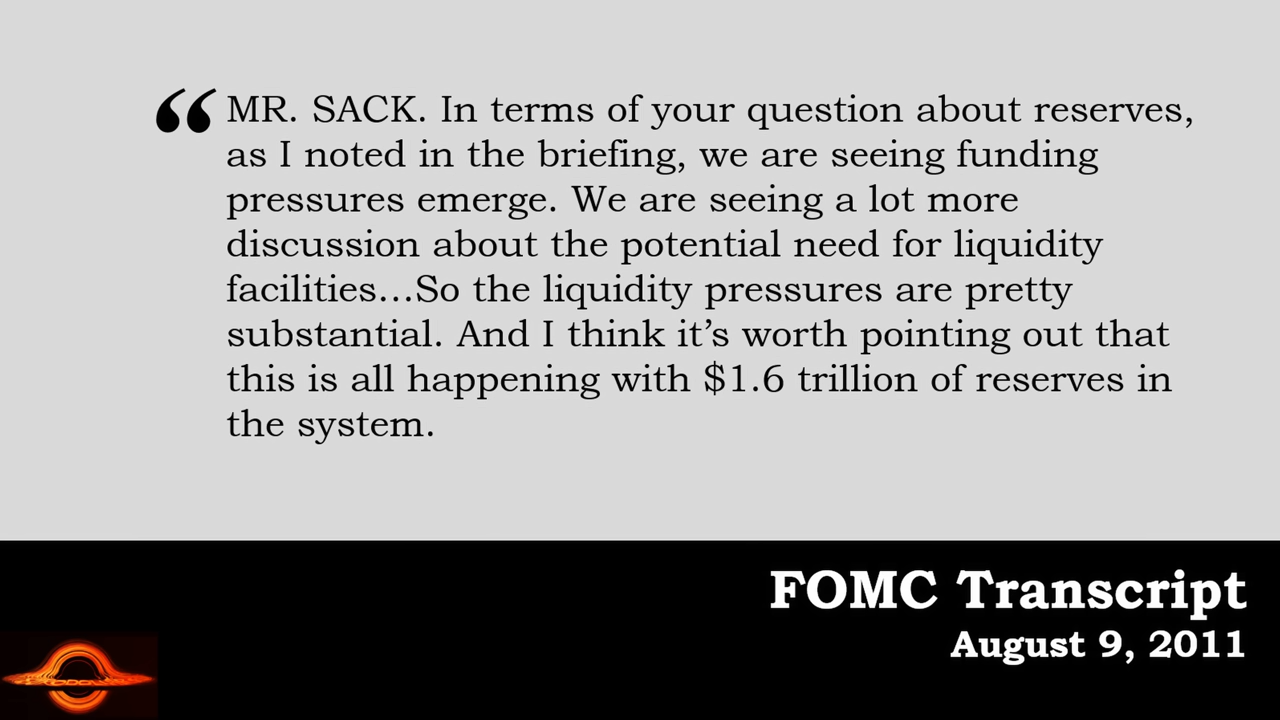 “ MR. SACK. In terms of your question about reserves,
as I noted in the briefing, we are seeing funding
pressures emerge. We are seeing a lot more
discussion about the potential need for liquidity
facilities…So the liquidity pressures are pretty
substantial. And I think it’s worth pointing out that
this is all happening with $1.6 trillion of reserves in
the system.
FOMC Transcript
August 9, 2011